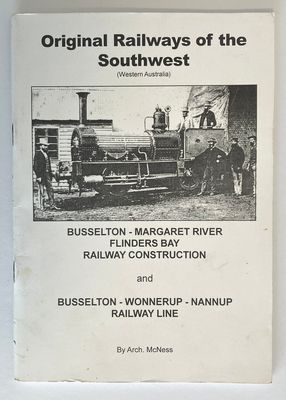 Original Railways of the
Southwest
(Western Australia)
BUSSELTON - MARGARET RIVER
FLINDERS BAY
RAILWAY CONSTRUCTION
and
BUSSELTON - WONNERUP - NANNUP
RAILWAY LINE
By Arch. McNess